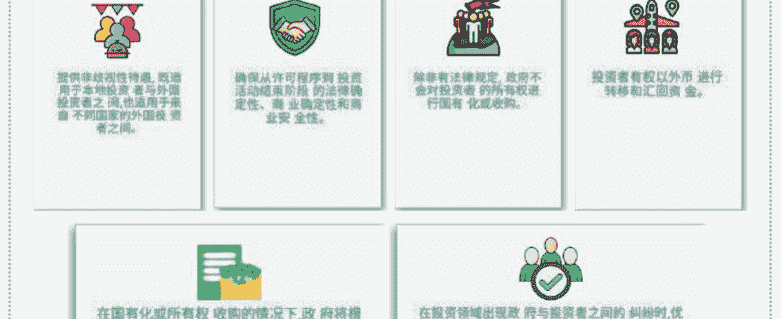 提供非歧视性待遇, 既适
用于本地投资 者与外国
投资者之 间,也适用于来
自 不同国家的外国投 资
者之间。
确保从许可程序到 投资
活动结束阶段 的法律确
定性、商 业确定性和商
业安 全性。
除非有法律规定, 政府不
会对投资者 的所有权进
行国有 化或收购。
投资者有权以外币 进行
转移和汇回资 金。
在国有化或所有权 收购的情况下,政 府将根
在投资领域出现政 府与投资者之间的 纠纷时,优